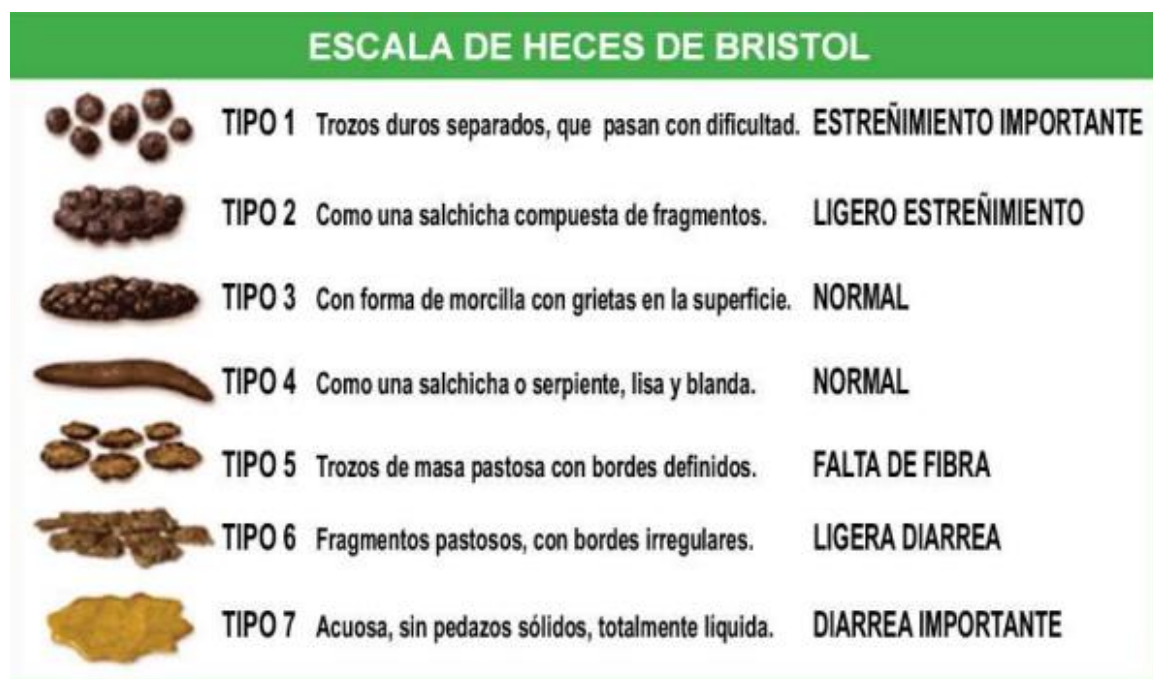 ESCALA DE HECES DE BRISTOL
TIPO 1 Trozos duros separados, que pasan con dificultad. ESTREÑIMIENTO IMPORTANTE
TIPO 2 Como una salchicha compuesta de fragmentos. LIGERO ESTREÑIMIENTO
TIPO 3 Con forma de morcilla con grietas en la superficie. NORMAL
TIPO 4 Como una salchicha o serpiente, lisa y blanda. NORMAL
TIPO 5 Trozos de masa pastosa con bordes definidos. FALTA DE FIBRA
TIPO 6 Fragmentos pastosos, con bordes irregulares. LIGERA DIARREA
TIPO 7 Acuosa, sin pedazos sólidos, totalmente liquida. DIARREA IMPORTANTE